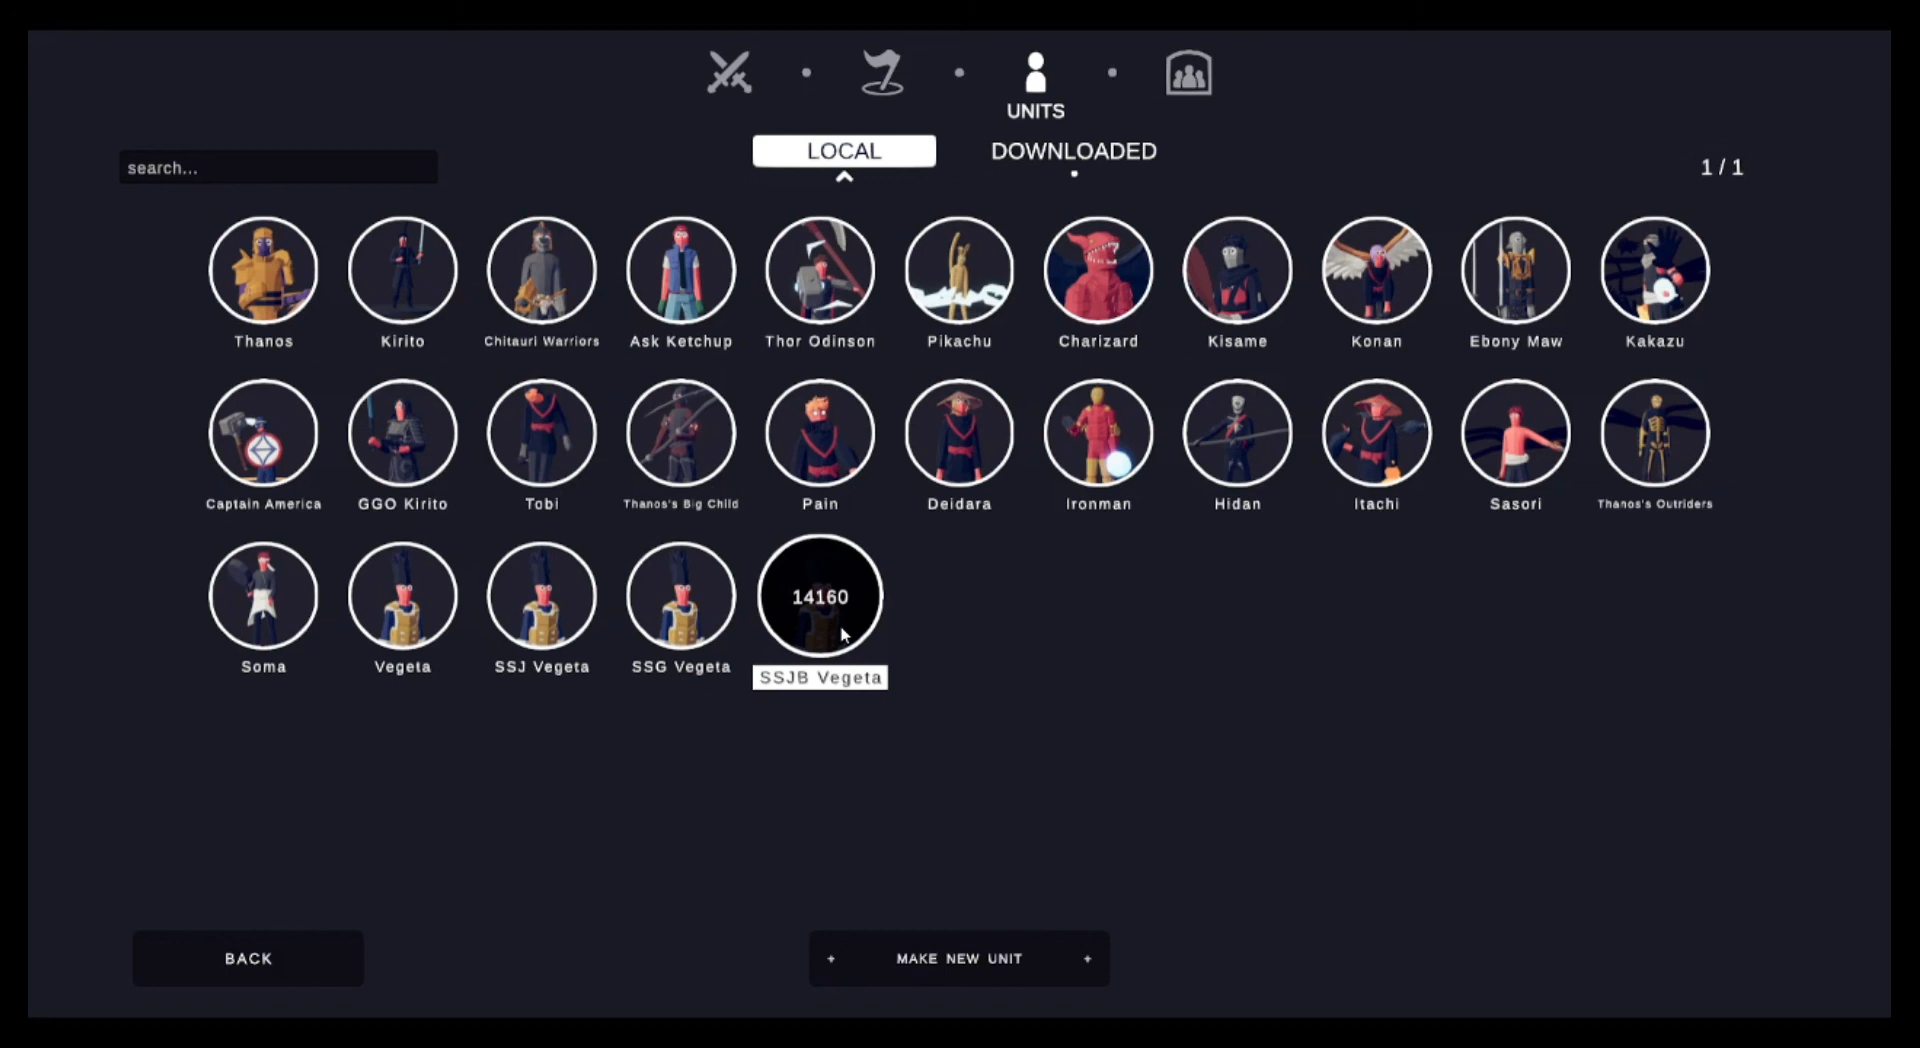 UNITS
LOCAL
DOWNLOADED
search...
1 / 1
Thanos
Kirito
Chitauri Warriors
Ask Ketchup
Thor Odinson
Pikachu
Charizard
Kisame
Konan
Ebony Maw
Kakazu
Captain America
GGO Kirito
Tobi
Thanos's Big Child
Pain
Deidara
Ironman
Hidan
Itachi
Sasori
Thanos's Outriders
14160
Soma
Vegeta
SSJ Vegeta
SSG Vegeta
SSJB Vegeta
BACK
+ MAKE NEW UNIT +